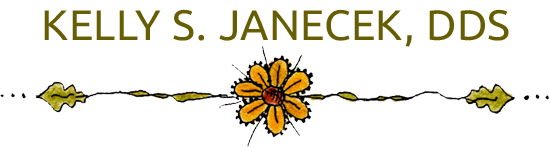 KELLY S. JANECEK, DDS